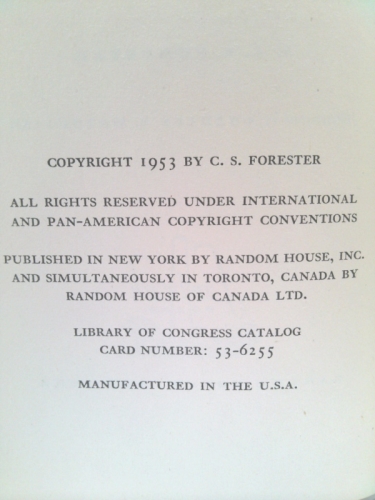 COPYRIGHT 1953 BY C. S. FORESTER
ALL RIGHTS RESERVED UNDER INTERNATIONAL
AND PAN-AMERICAN COPYRIGHT CONVENTIONS
PUBLISHED IN NEW YORK BY RANDOM HOUSE, INC.
AND SIMULTANEOUSLY IN TORONTO, CANADA BY
RANDOM HOUSE OF CANADA LTD.
LIBRARY OF CONGRESS CATALOG
CARD NUMBER: 53-6255
MANUFACTURED IN THE U.S.A.